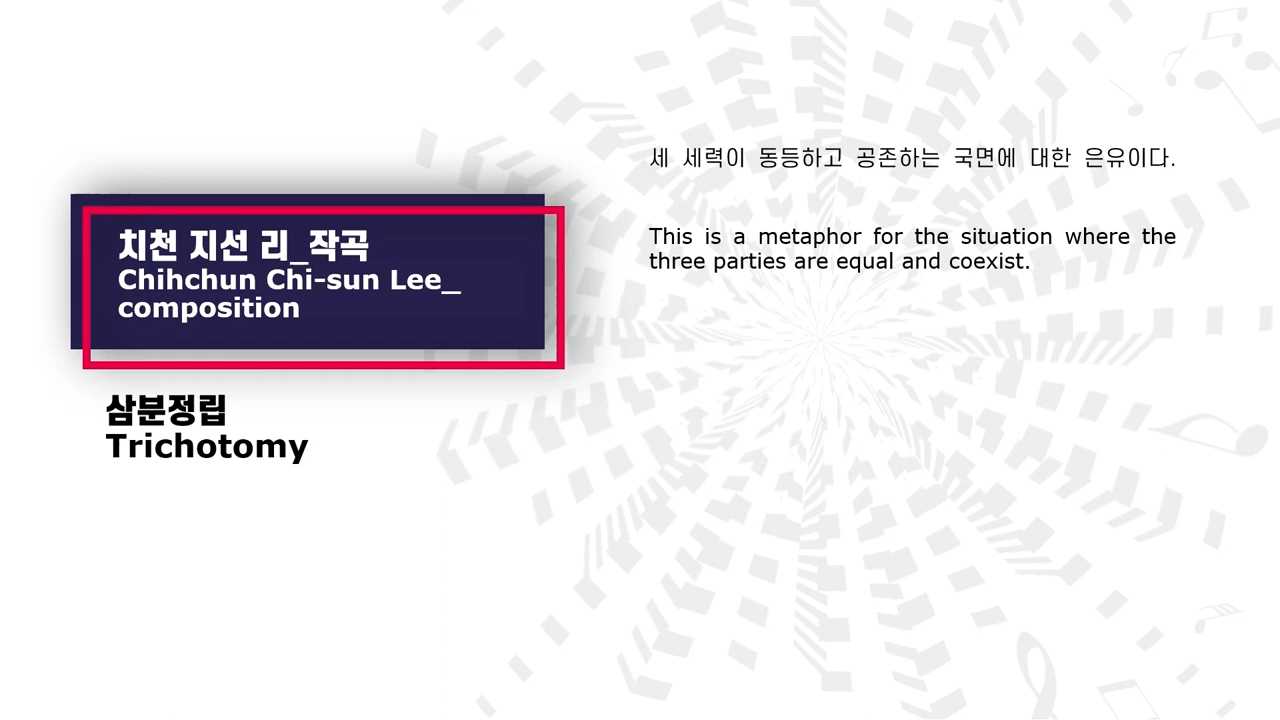 치천 지선 리_작곡
Chihchun Chi-sun Lee_
composition
삼분정립
Trichotomy
세 세력이 동등하고 공존하는 국면에 대한 은유이다.
This is a metaphor for the situation where the
three parties are equal and coexist.